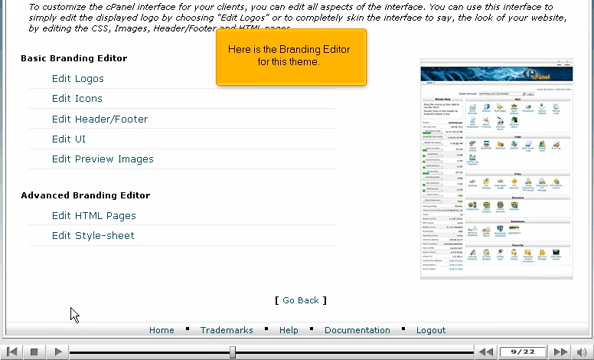 To customize the cPanel interface for your clients, you can edit all aspects of the interface. You can use this interface to
simply edit the displayed logo by choosing "Edit Logos" or to completely skin the interface to say, the look of your website,
by editing the CSS, Images, Header/Footer and HTML pages.
Here is the Branding Editor
for this theme.
Basic Branding Editor
Edit Logos
Edit Icons
Edit Header/Footer
Edit UI
Edit Preview Images
Advanced Branding Editor
Edit HTML Pages
Edit Style-sheet
cPanel
[ Go Back ]
Home ▪ Trademarks ▪ Help ▪ Documentation ▪ Logout
9/22